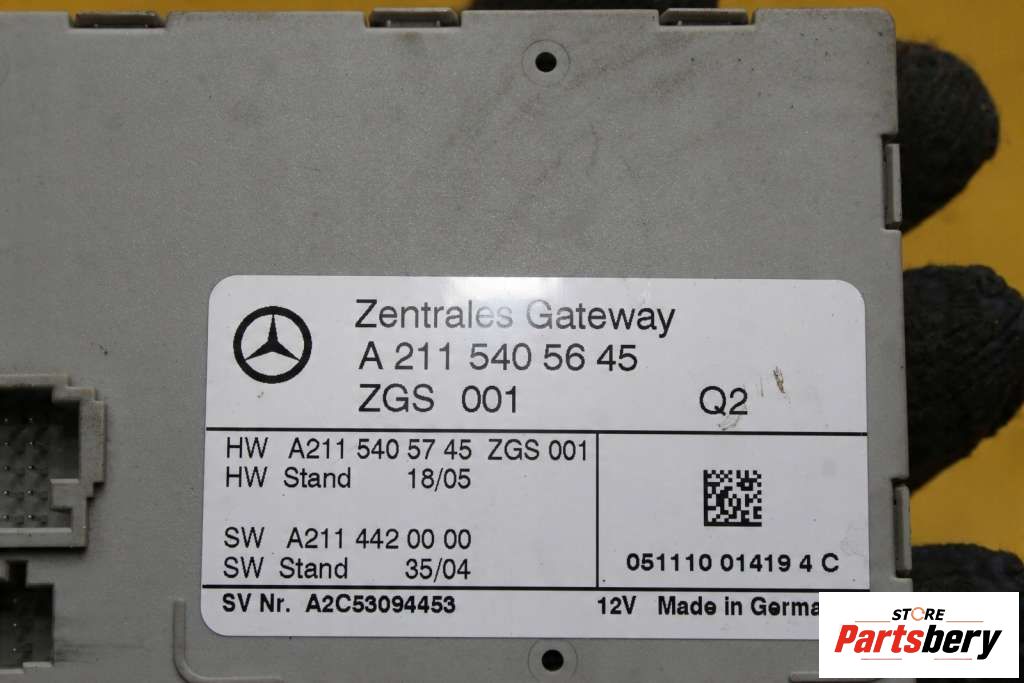 Zentrales Gateway
A 211 540 56 45
ZGS 001 Q2
HW A211 540 57 45 ZGS 001
HW Stand 18/05
SW A211 442 00 00
SW Stand 35/04
051110 01419 4 C
SV Nr. A2C53094453 12V Made in Germa
STORE
Partsbery